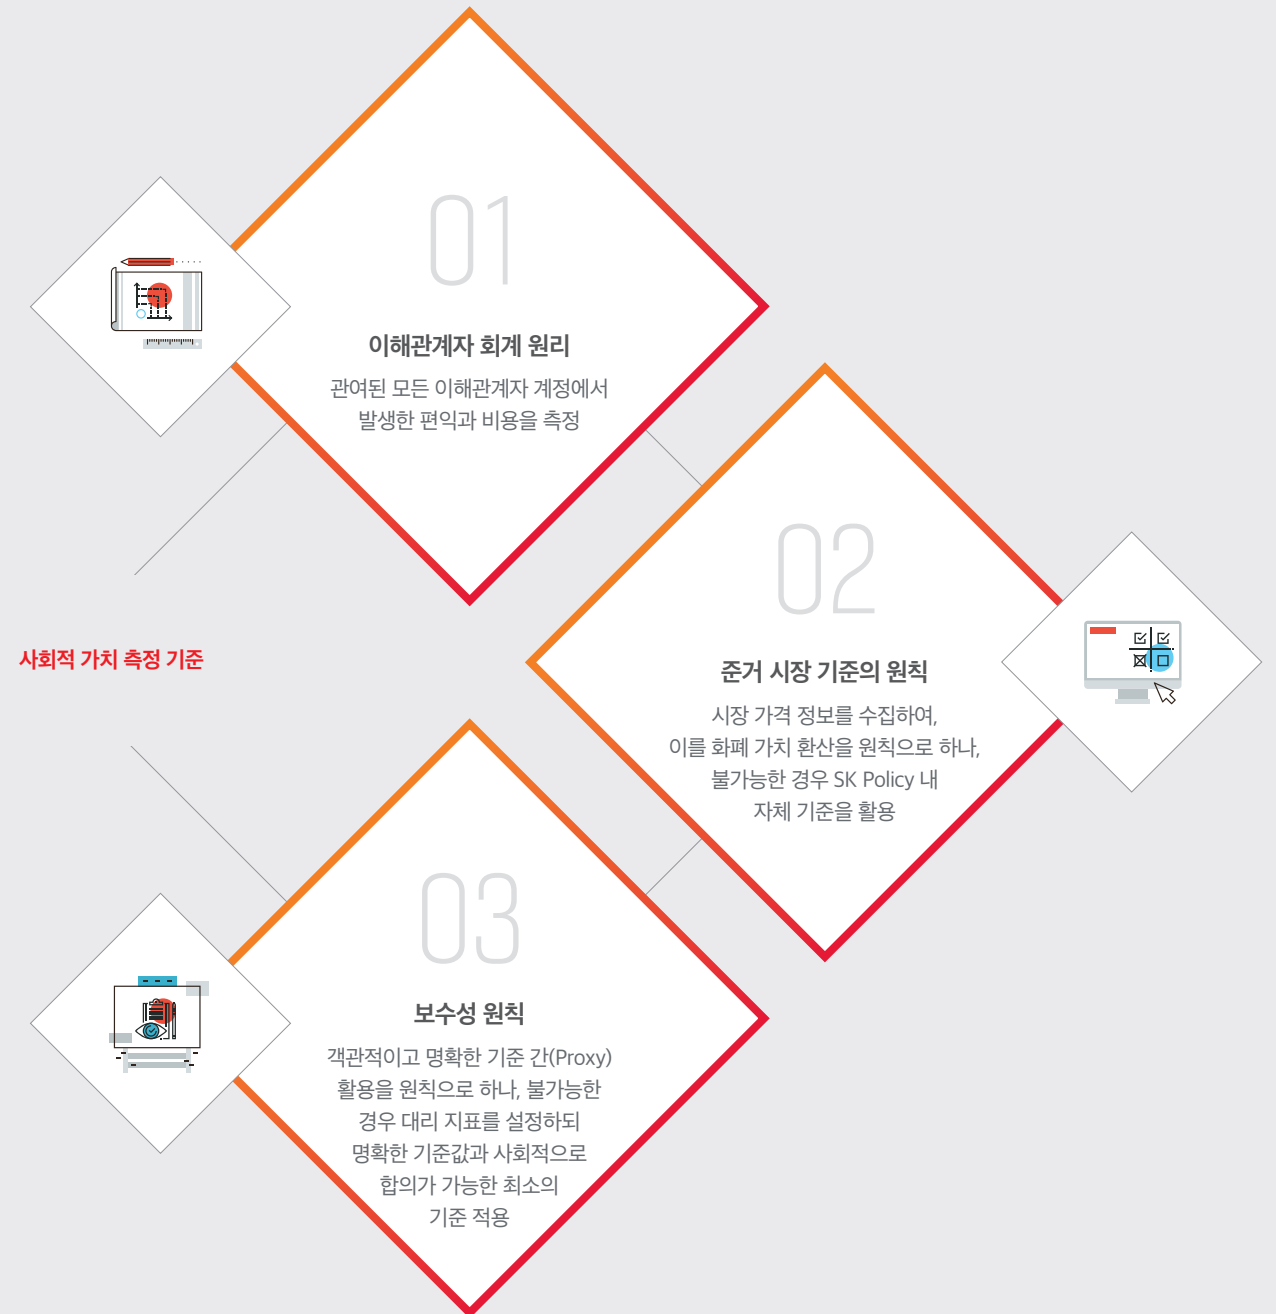 01
이해관계자 회계 원리
관여된 모든 이해관계자 계정에서
발생한 편익과 비용을 측정
02
준거 시장 기준의 원칙
시장 가격 정보를 수집하여,
이를 화폐 가치 환산을 원칙으로 하나,
불가능한 경우 SK Policy 내
자체 기준을 활용
사회적 가치 측정 기준
03
보수성 원칙
객관적이고 명확한 기준 간(Proxy)
활용을 원칙으로 하나, 불가능한
경우 대리 지표를 설정하되
명확한 기준값과 사회적으로
합의가 가능한 최소의
기준 적용